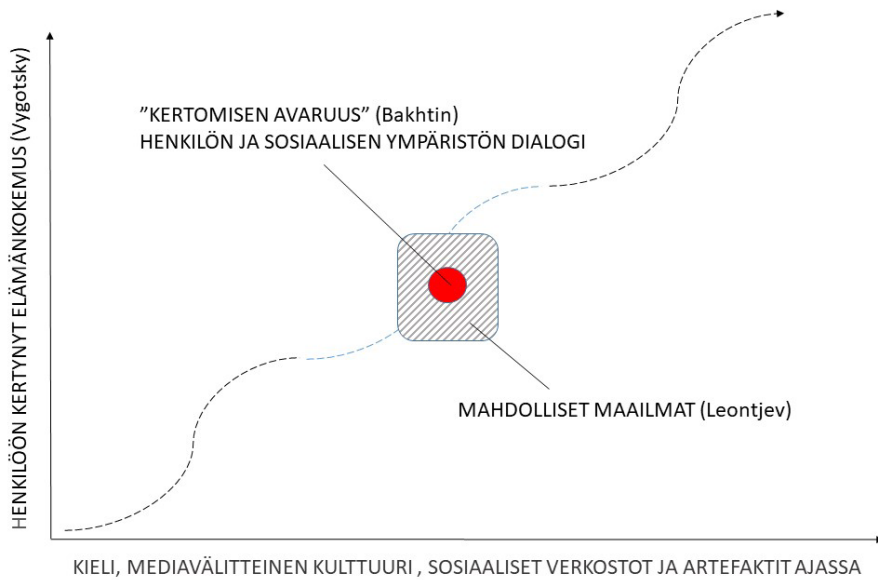 ”KERTOMISEN AVARUUS” (Bakhtin)
HENKILÖN JA SOSIAALISEN YMPÄRISTÖN DIALOGI
MAHDOLLISET MAAILMAT (Leontjev)
HENKILÖÖN KERTYNYT ELÄMÄNKOKEMUS (Vygotsky)
KIELI, MEDIAVÄLITTEINEN KULTTUURI , SOSIAALISET VERKOSTOT JA ARTEFAKTIT AJASSA